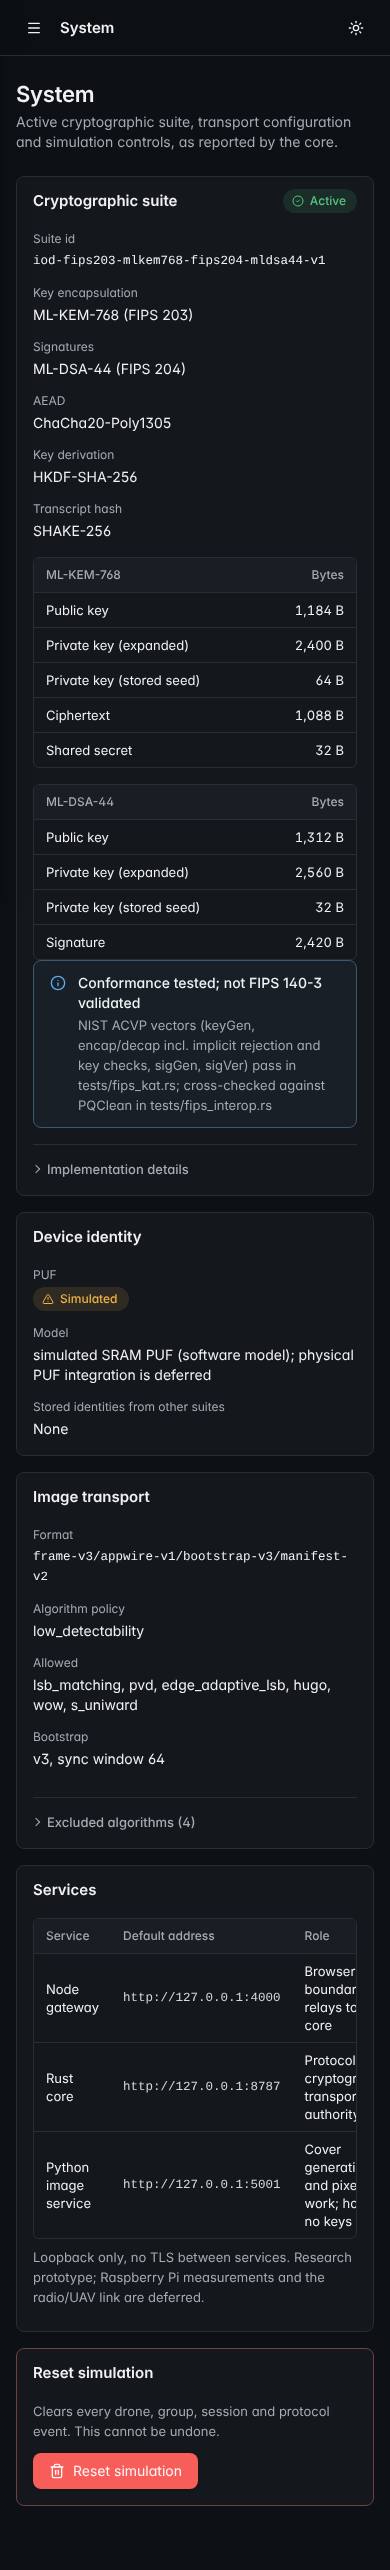 System
System
Active cryptographic suite, transport configuration
and simulation controls, as reported by the core.
Cryptographic suite
Active
Suite id
iod-fips203-mlkem768-fips204-mldsa44-v1
Key encapsulation
ML-KEM-768 (FIPS 203)
Signatures
ML-DSA-44 (FIPS 204)
AEAD
ChaCha20-Poly1305
Key derivation
HKDF-SHA-256
Transcript hash
SHAKE-256
ML-KEM-768 Bytes
Public key 1,184 B
Private key (expanded) 2,400 B
Private key (stored seed) 64 B
Ciphertext 1,088 B
Shared secret 32 B
ML-DSA-44 Bytes
Public key 1,312 B
Private key (expanded) 2,560 B
Private key (stored seed) 32 B
Signature 2,420 B
Conformance tested; not FIPS 140-3
validated
NIST ACVP vectors (keyGen,
encap/decap incl. implicit rejection and
key checks, sigGen, sigVer) pass in
tests/fips_kat.rs; cross-checked against
PQClean in tests/fips_interop.rs
Implementation details
Device identity
PUF
Simulated
Model
simulated SRAM PUF (software model); physical
PUF integration is deferred
Stored identities from other suites
None
Image transport
Format
frame-v3/appwire-v1/bootstrap-v3/manifest-
v2
Algorithm policy
low_detectability
Allowed
lsb_matching, pvd, edge_adaptive_lsb, hugo,
wow, s_uniward
Bootstrap
v3, sync window 64
Excluded algorithms (4)
Services
Service Default address Role
Node
gateway
http://127.0.0.1:4000
Browser
boundar
relays to
core
Rust
core
http://127.0.0.1:8787
Protocol
cryptogr
transpor
authority
Python
image
service
http://127.0.0.1:5001
Cover
generati
and pixe
work; ho
no keys
Loopback only, no TLS between services. Research
prototype; Raspberry Pi measurements and the
radio/UAV link are deferred.
Reset simulation
Clears every drone, group, session and protocol
event. This cannot be undone.
Reset simulation